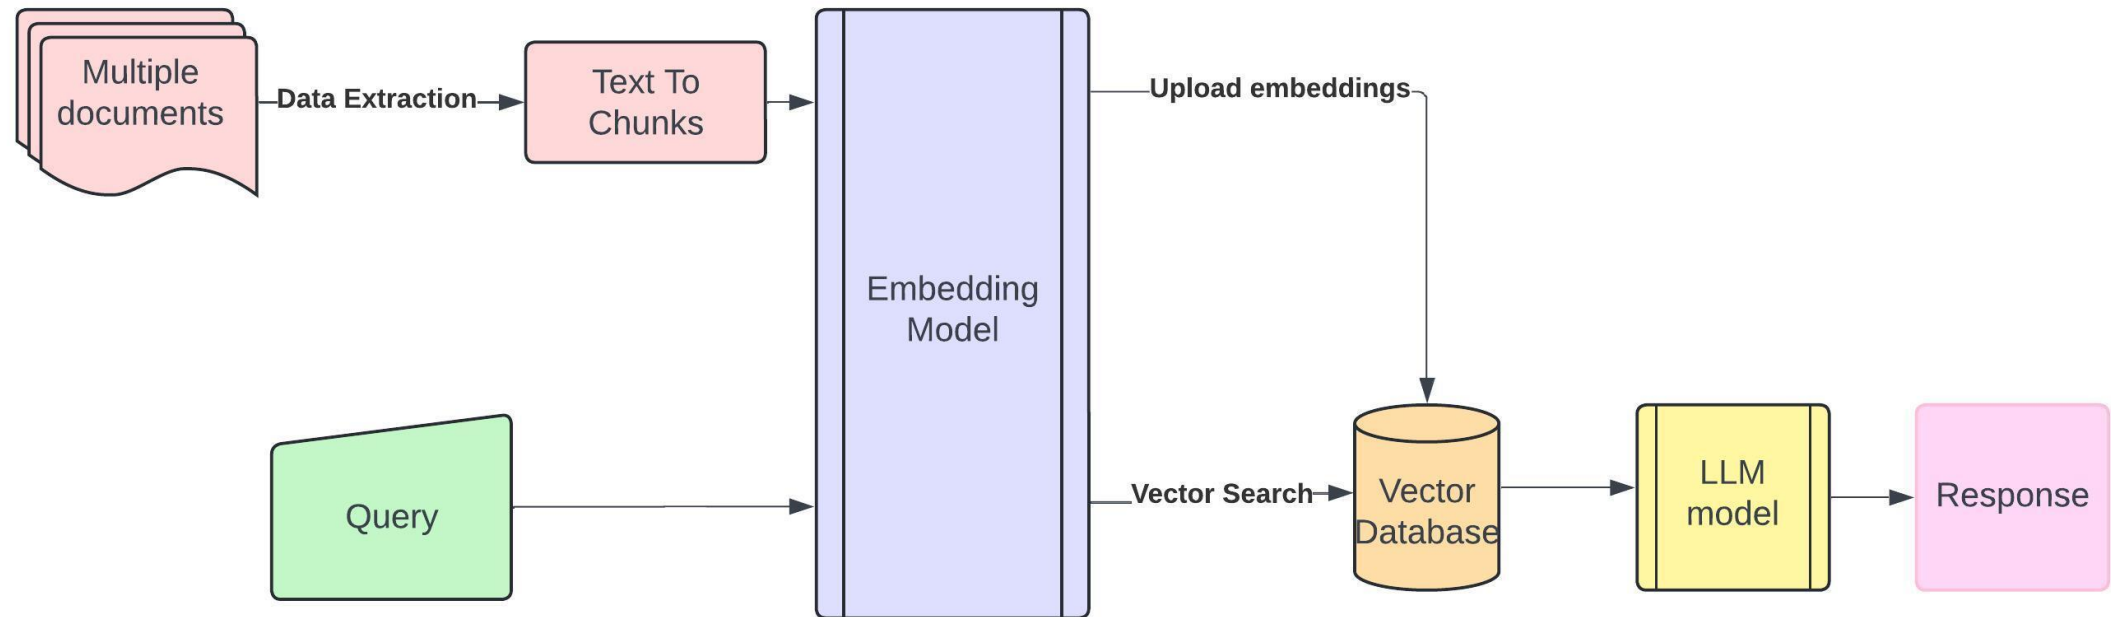 Multiple
documents
Data Extraction
Text To
Chunks
Upload embeddings
Embedding
Model
Query
Vector Search
Vector
Database
LLM
model
Response